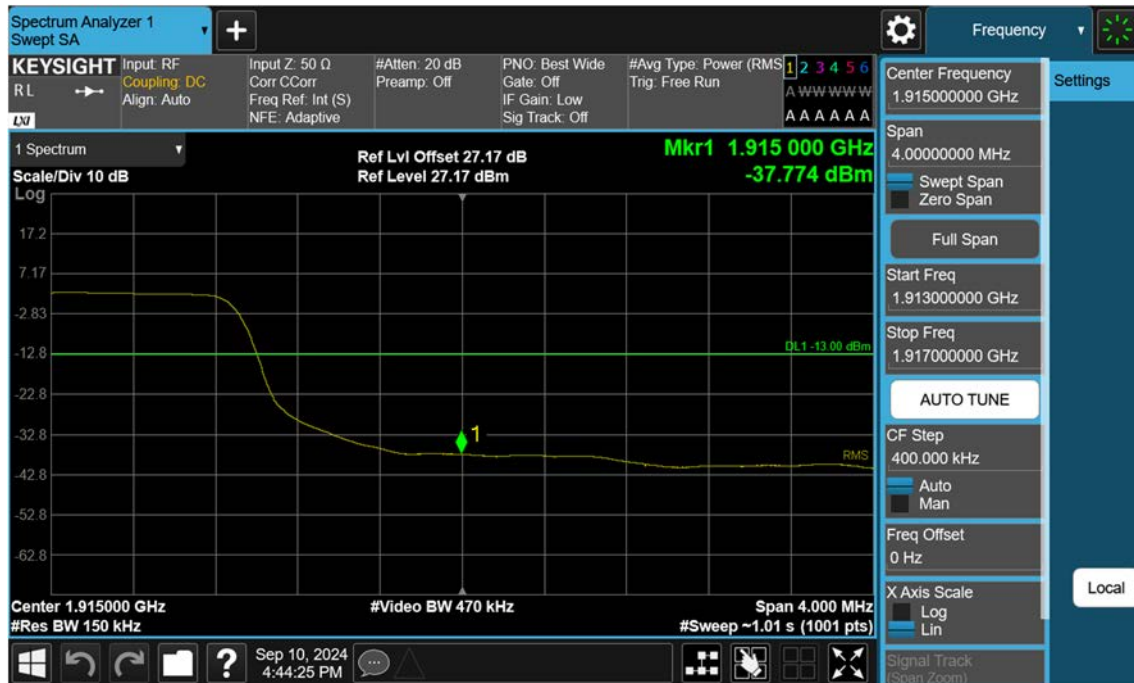 Spectrum Analyzer 1
Swept SA
Frequency
KEYSIGHT
RL
LXI
Input: RF
Coupling: DC
Align: Auto
Input Z: 50 Ω
Corr CCorr
Freq Ref: Int (S)
NFE: Adaptive
#Atten: 20 dB
Preamp: Off
PNO: Best Wide
Gate: Off
IF Gain: Low
Sig Track: Off
#Avg Type: Power (RMS
Trig: Free Run
1 2 3 4 5 6
A W W W W W
A A A A A A
1 Spectrum
Scale/Div 10 dB
Log
Ref Lvl Offset 27.17 dB
Ref Level 27.17 dBm
Mkr1 1.915 000 GHz
-37.774 dBm
17.2
7.17
-2.83
-12.8
-22.8
-32.8
-42.8
-52.8
-62.8
DL1 -13.00 dBm
1
RMS
Center 1.915000 GHz
#Res BW 150 kHz
#Video BW 470 kHz
Span 4.000 MHz
#Sweep ~1.01 s (1001 pts)
Center Frequency
1.915000000 GHz
Settings
Span
4.00000000 MHz
Swept Span
Zero Span
Full Span
Start Freq
1.913000000 GHz
Stop Freq
1.917000000 GHz
AUTO TUNE
CF Step
400.000 kHz
Auto
Man
Freq Offset
0 Hz
X Axis Scale
Log
Lin
Local
Signal Track
(Span Zoom)
?
Sep 10, 2024
4:44:25 PM